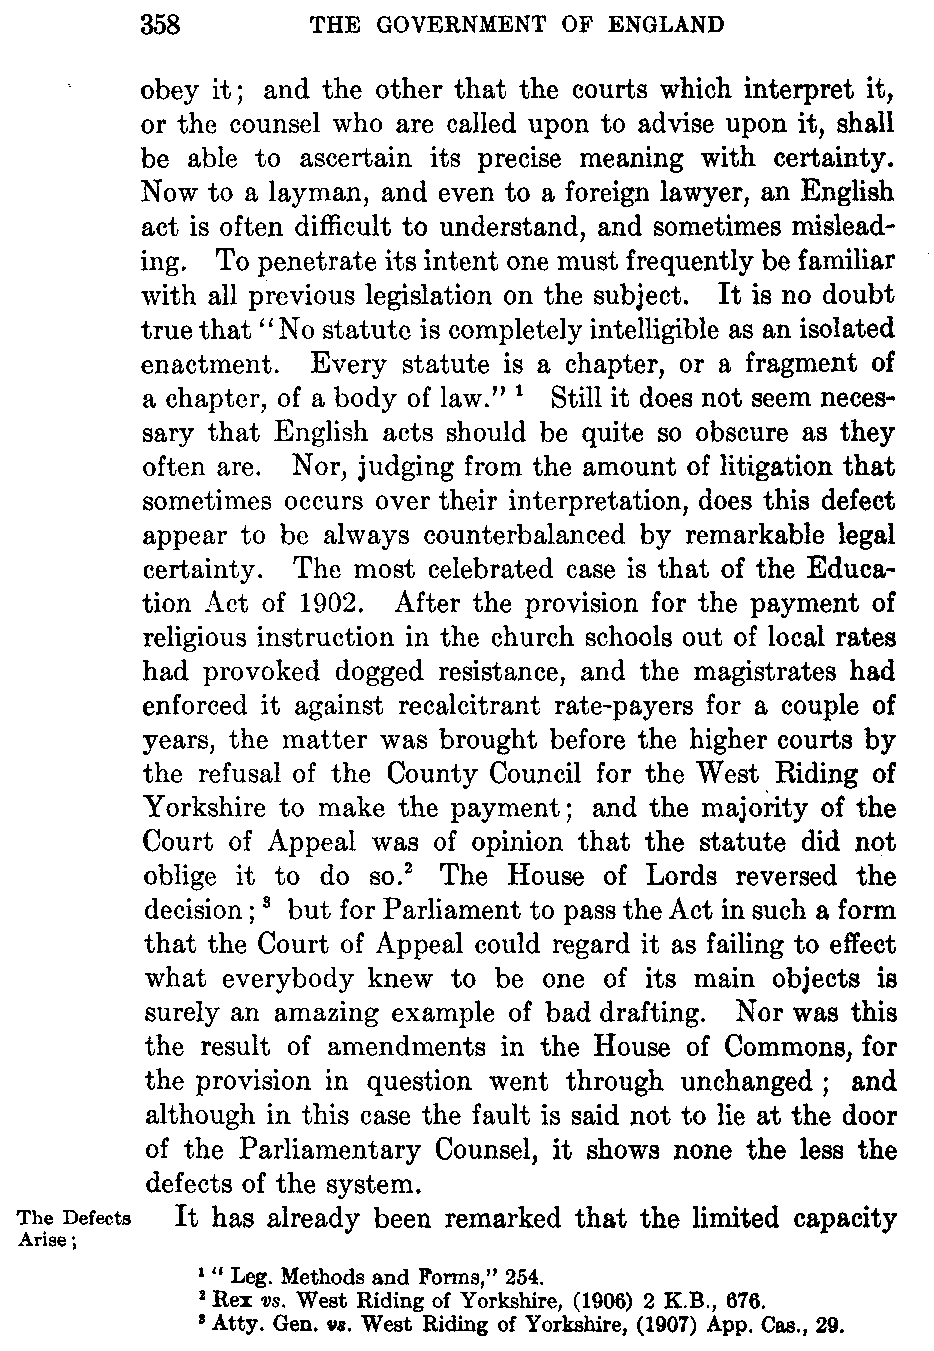 358 THE GOVERNMENT OF ENGLAND
obey it; and the other that the courts which interpret it,
or the counsel who are called upon to advise upon it, shall
be able to ascertain its precise meaning with certainty.
Now to a layman, and even to a foreign lawyer, an English
act is often difficult to understand, and sometimes mislead-
ing. To penetrate its intent one must frequently be familiar
with all previous legislation on the subject. It is no doubt
true that "No statute is completely intelligible as an isolated
enactment. Every statute is a chapter, or a fragment of
a chapter, of a body of law." ¹ Still it does not seem neces-
sary that English acts should be quite so obscure as they
often are. Nor, judging from the amount of litigation that
sometimes occurs over their interpretation, does this defect
appear to be always counterbalanced by remarkable legal
certainty. The most celebrated case is that of the Educa-
tion Act of 1902. After the provision for the payment of
religious instruction in the church schools out of local rates
had provoked dogged resistance, and the magistrates had
enforced it against recalcitrant rate-payers for a couple of
years, the matter was brought before the higher courts by
the refusal of the County Council for the West Riding of
Yorkshire to make the payment; and the majority of the
Court of Appeal was of opinion that the statute did not
oblige it to do so.² The House of Lords reversed the
decision; ³ but for Parliament to pass the Act in such a form
that the Court of Appeal could regard it as failing to effect
what everybody knew to be one of its main objects is
surely an amazing example of bad drafting. Nor was this
the result of amendments in the House of Commons, for
the provision in question went through unchanged; and
although in this case the fault is said not to lie at the door
of the Parliamentary Counsel, it shows none the less the
defects of the system.
The Defects
Arise;
It has already been remarked that the limited capacity
¹ "Leg. Methods and Forms," 254.
² Rex vs. West Riding of Yorkshire, (1906) 2 K.B., 676.
³ Atty. Gen. vs. West Riding of Yorkshire, (1907) App. Cas., 29.